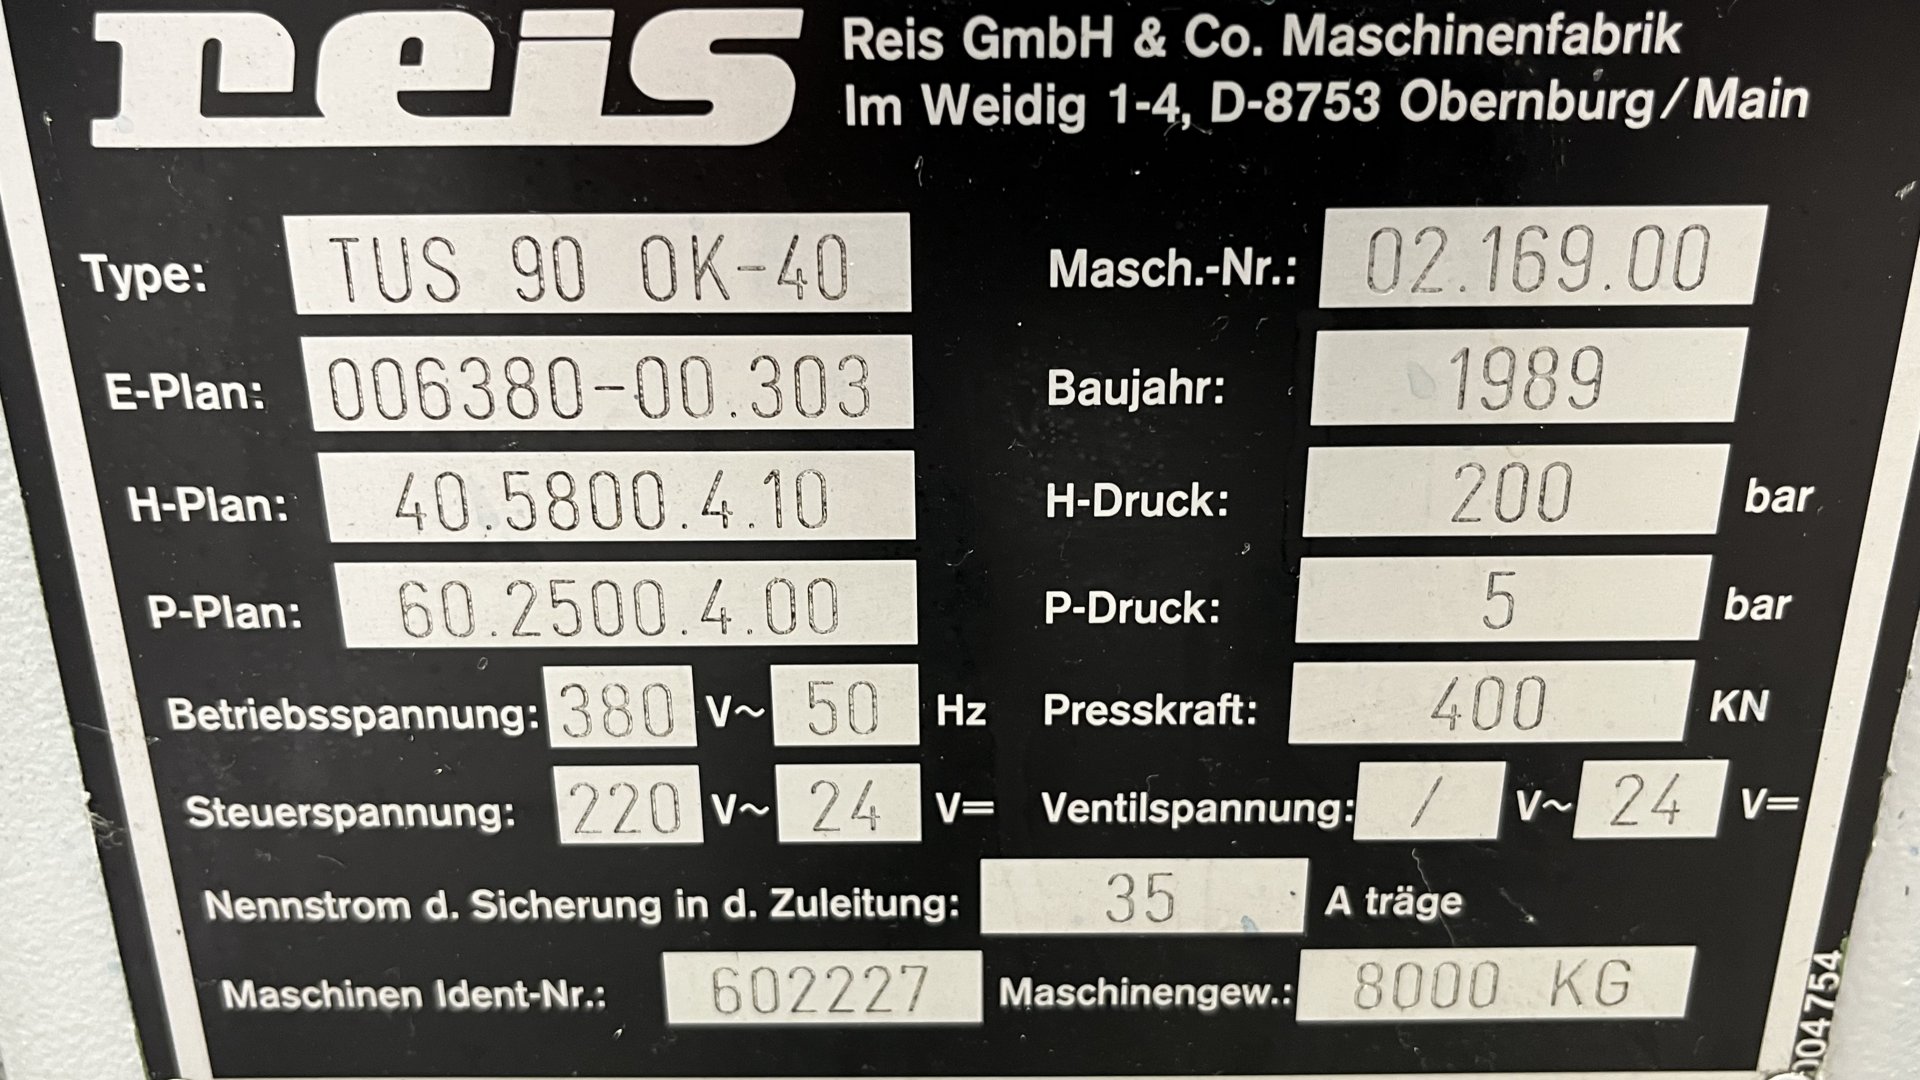 reis
Reis GmbH & Co. Maschinenfabrik
Im Weidig 1-4, D-8753 Obernburg/Main
Type: TUS 90 OK-40
Masch.-Nr.: 02.169.00
E-Plan: 006380-00.303
Baujahr: 1989
H-Plan: 40.5800.4.10
H-Druck: 200 bar
P-Plan: 60.2500.4.00
P-Druck: 5 bar
Betriebsspannung: 380 V~ 50 Hz
Presskraft: 400 KN
Steuerspannung: 220 V~ 24 V=
Ventilspannung: / V~ 24 V=
Nennstrom d. Sicherung in d. Zuleitung: 35 A träge
Maschinen Ident-Nr.: 602227
Maschinengew.: 8000 KG
004754